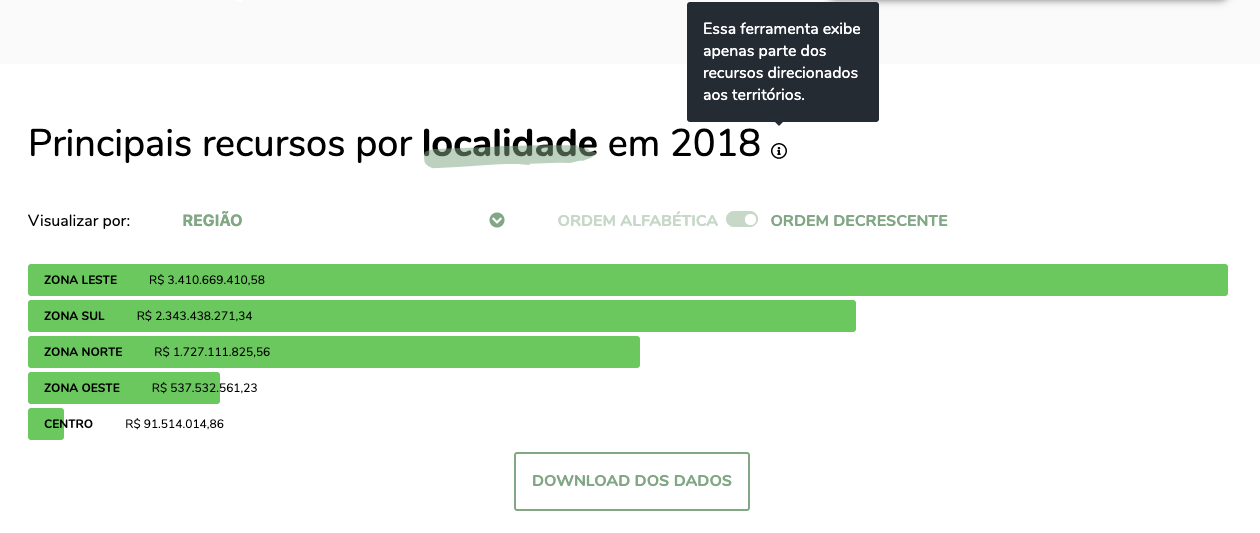 Essa ferramenta exibe
apenas parte dos
recursos direcionados
aos territórios.
Principais recursos por localidade em 2018
Visualizar por: REGIÃO ORDEM ALFABÉTICA ORDEM DECRESCENTE
ZONA LESTE R$ 3.410.669.410,58
ZONA SUL R$ 2.343.438.271,34
ZONA NORTE R$ 1.727.111.825,56
ZONA OESTE R$ 537.532.561,23
CENTRO R$ 91.514.014,86
DOWNLOAD DOS DADOS